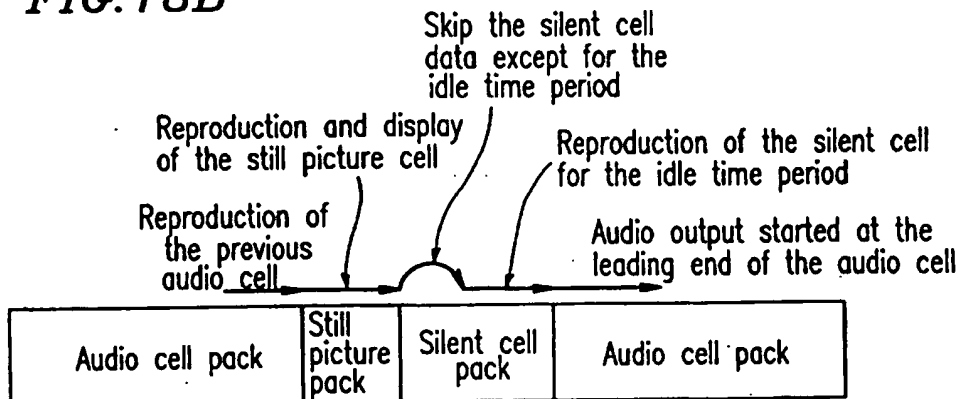 FIG. 78B
Skip the silent cell
data except for the
idle time period
Reproduction and display
of the still picture cell
Reproduction of the silent cell
for the idle time period
Reproduction of
the previous
audio cell
Audio output started at the
leading end of the audio cell
Audio cell pack
Still
picture
pack
Silent cell
pack
Audio cell pack